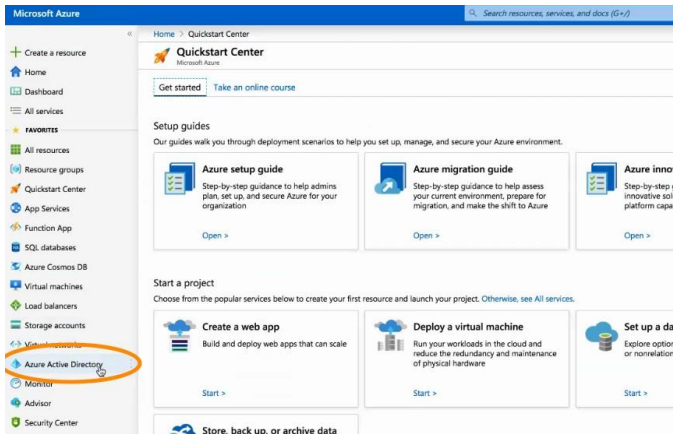 Microsoft Azure
Search resources, services, and docs (G+/)
«
Home > Quickstart Center
Create a resource
Home
Dashboard
All services
FAVORITES
All resources
Resource groups
Quickstart Center
App Services
Function App
SQL databases
Azure Cosmos DB
Virtual machines
Load balancers
Storage accounts
Virtual networks
Azure Active Directory
Monitor
Advisor
Security Center
Quickstart Center
Microsoft Azure
Get started
Take an online course
Setup guides
Our guides walk you through deployment scenarios to help you set up, manage, and secure your Azure environment.
Azure setup guide
Step-by-step guidance to help admins
plan, set up, and secure Azure for your
organization
Open >
Azure migration guide
Step-by-step guidance to help assess
your current environment, prepare for
migration, and make the shift to Azure
Open >
Azure inno
Step-by-step
innovative sol
platform capa
Open >
Start a project
Choose from the popular services below to create your first resource and launch your project. Otherwise, see All services.
Create a web app
Build and deploy web apps that can scale
Start >
Deploy a virtual machine
Run your workloads in the cloud and
reduce the redundancy and maintenance
of physical hardware
Start >
Set up a da
Explore option
or nonrelation
Start >
Store, back up, or archive data